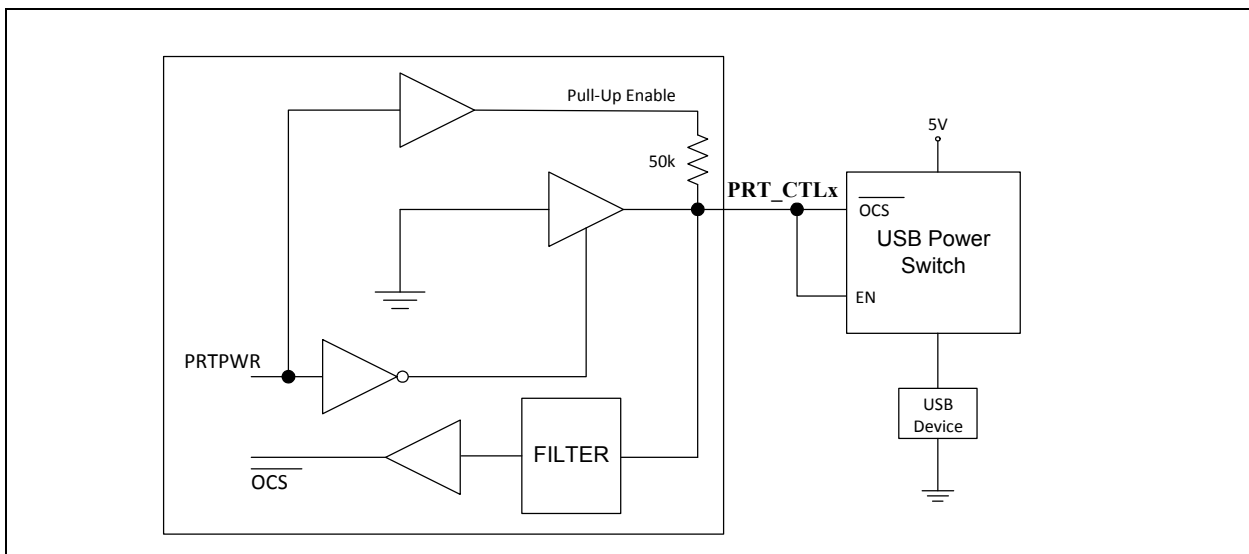 Pull-Up Enable
5V
50k
PRT_CTLx
OCS
USB Power
Switch
EN
PRTPWR
USB
Device
FILTER
OCS